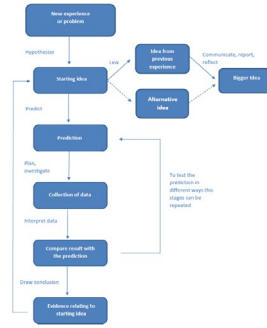 New experience
or problem
Hypothesize
Starting idea
Link
Idea from
previous
experience
Communicate, report,
reflect
Bigger idea
Alternative
idea
Predict
Prediction
Plan,
investigate
Collection of data
To test the
prediction in
different ways this
stages can be
repeated
Interpret data
Compare result with
the prediction
Draw conclusion
Evidence relating to
starting idea